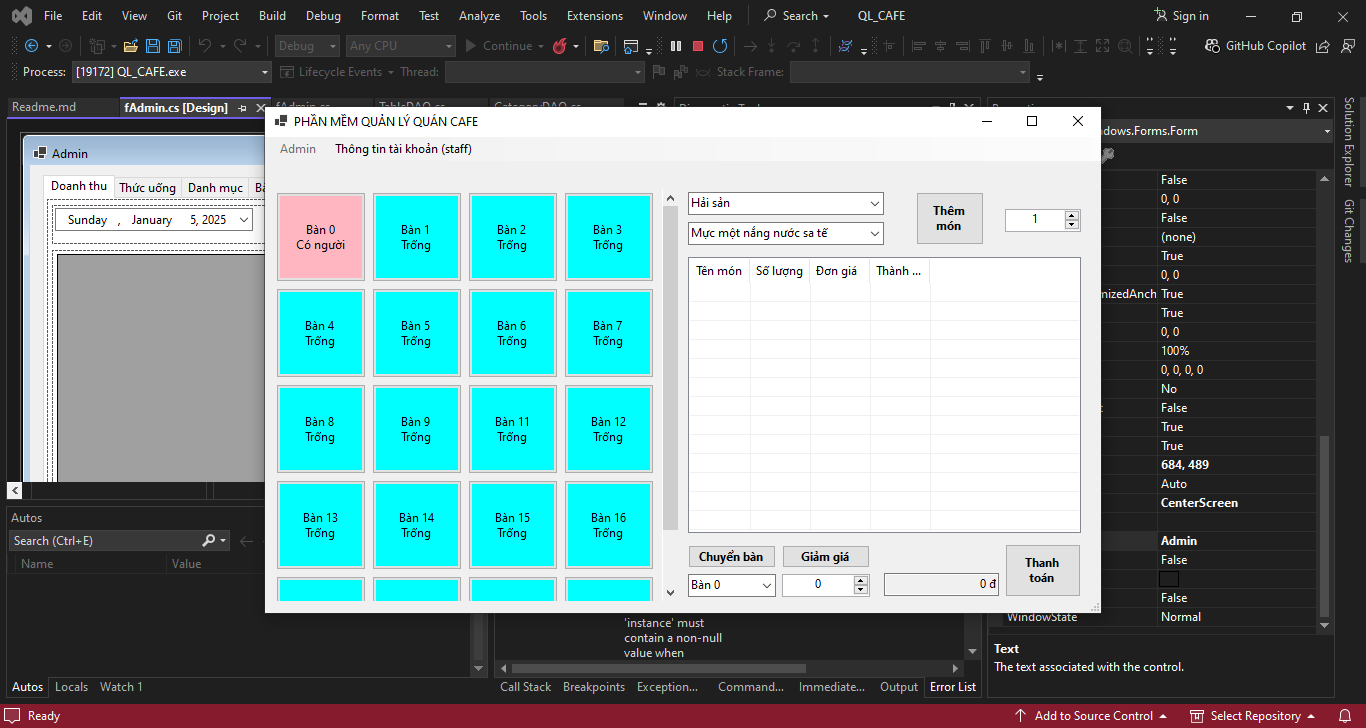 File Edit View Git Project Build Debug Format Test Analyze Tools Extensions Window Help Search QL_CAFE Sign in
Debug Any CPU Continue GitHub Copilot
Process: [19172] QL_CAFE.exe Lifecycle Events Thread: Stack Frame:
Readme.md fAdmin.cs [Design] fAdmin.cs TableDAO.cs CategoryDAO.cs
Admin
Doanh thu Thức uống Danh mục
Sunday , January 5, 2025
PHẦN MỀM QUẢN LÝ QUÁN CAFE
Admin Thông tin tài khoản (staff)
Bàn 0
Có người
Bàn 1
Trống
Bàn 2
Trống
Bàn 3
Trống
Bàn 4
Trống
Bàn 5
Trống
Bàn 6
Trống
Bàn 7
Trống
Bàn 8
Trống
Bàn 9
Trống
Bàn 11
Trống
Bàn 12
Trống
Bàn 13
Trống
Bàn 14
Trống
Bàn 15
Trống
Bàn 16
Trống
Hải sản
Mực một nắng nước sa tế
Thêm
món
1
Tên món Số lượng Đơn giá Thành ...
Chuyển bàn Giảm giá
Bàn 0 0 0 đ
Thanh
toán
ndows.Forms.Form
False
0, 0
False
(none)
True
0, 0
nizedAnch True
True
0, 0
100%
0, 0, 0, 0
No
False
True
True
684, 489
Auto
CenterScreen
Admin
False
False
WindowState Normal
Text
The text associated with the control.
Solution Explorer
Git Changes
Autos
Search (Ctrl+E)
Name Value
Autos Locals Watch 1
'instance' must
contain a non-null
value when
Call Stack Breakpoints Exception... Command... Immediate... Output Error List
Ready Add to Source Control Select Repository